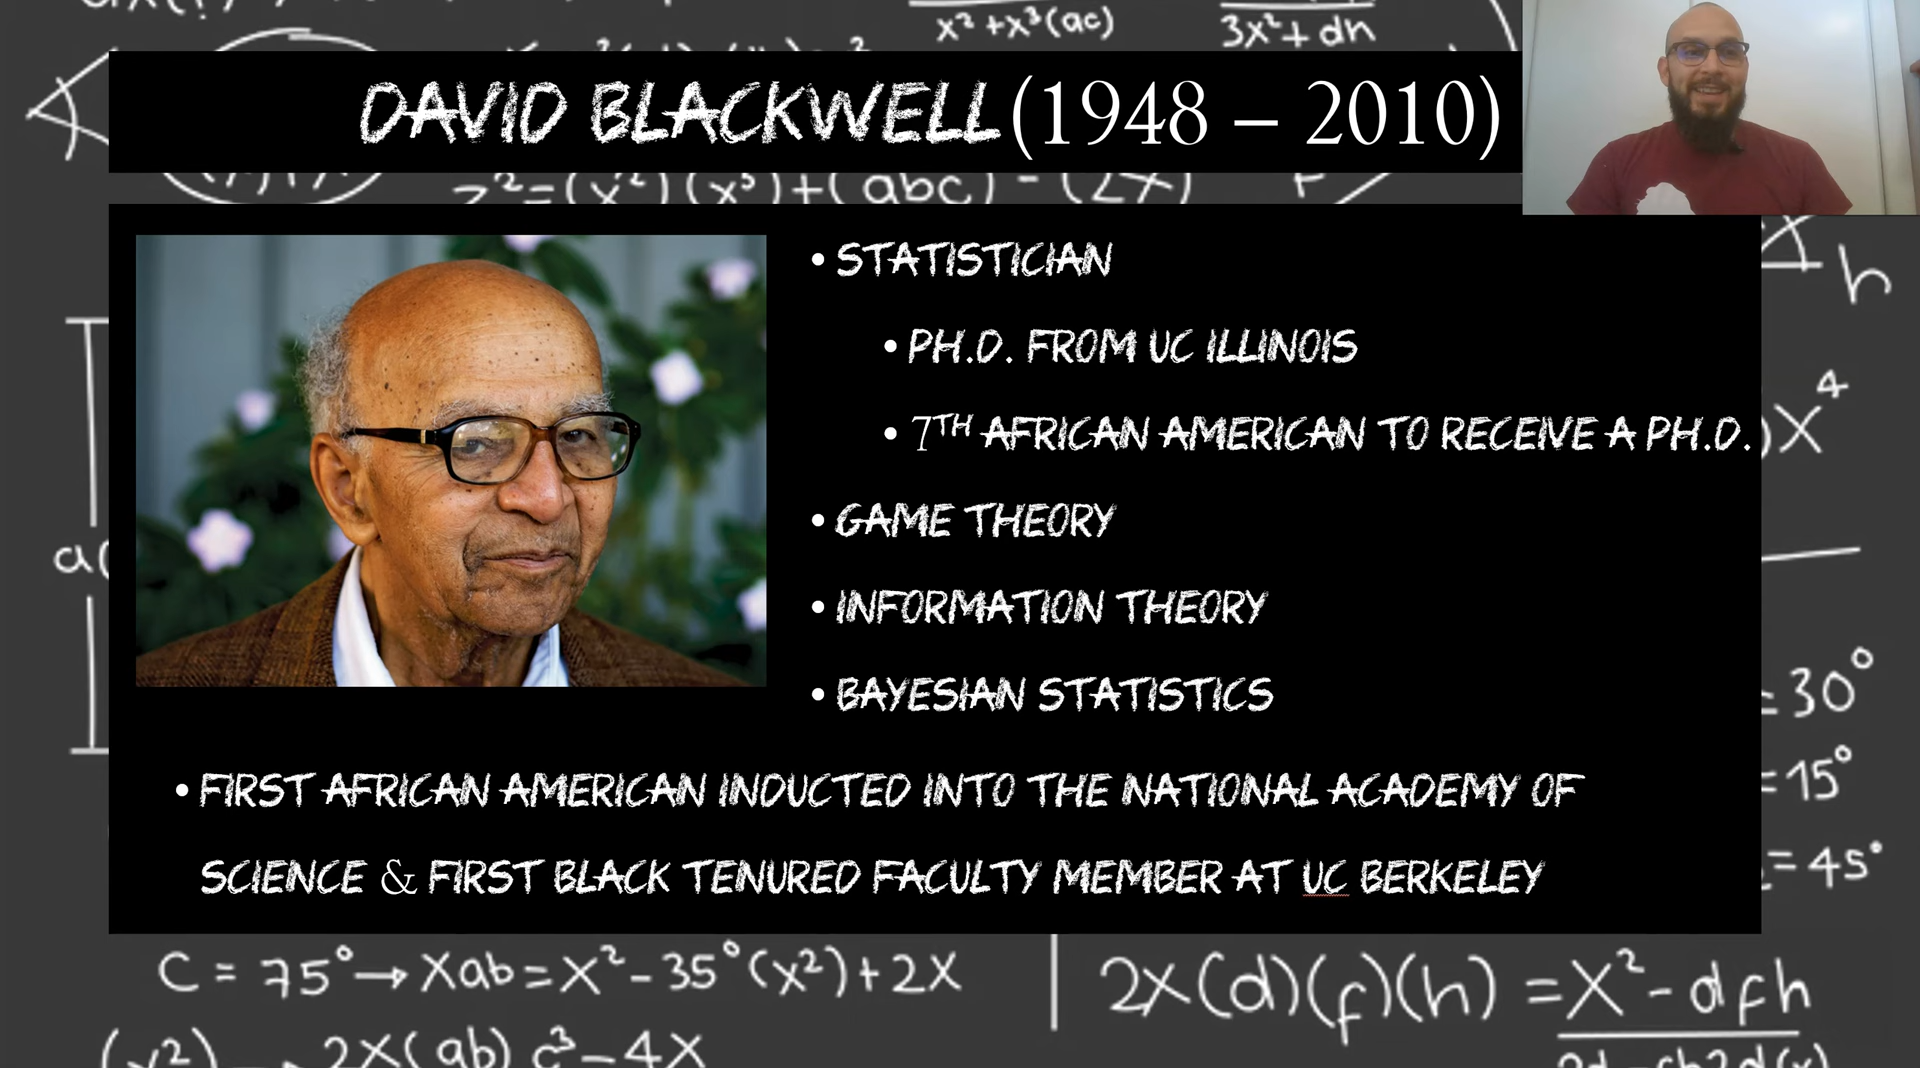 x² + x³(ac)
3x² + dh
DAVID BLACKWELL (1948 – 2010)
z² = (x²)(x³) + (abc) - (2x)
h
• STATISTICIAN
• PH.D. FROM UC ILLINOIS
• 7TH AFRICAN AMERICAN TO RECEIVE A PH.D.
)x⁴
• GAME THEORY
• INFORMATION THEORY
• BAYESIAN STATISTICS
= 30°
= 15°
= 45°
• FIRST AFRICAN AMERICAN INDUCTED INTO THE NATIONAL ACADEMY OF
SCIENCE & FIRST BLACK TENURED FACULTY MEMBER AT UC BERKELEY
C = 75° → Xab = X² - 35°(x²) + 2X
2X(d)(f)(h) = X² - dfh
2X(ab) c³ - 4X